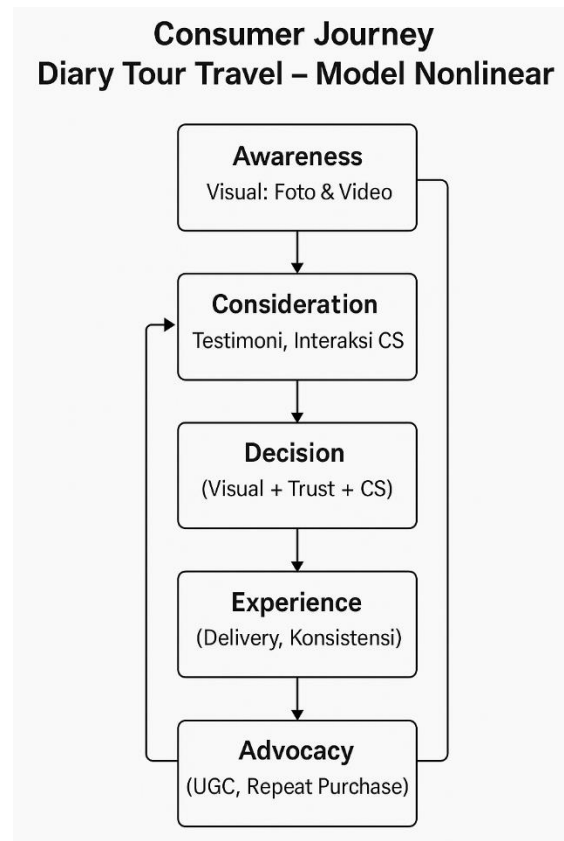 Consumer Journey
Diary Tour Travel – Model Nonlinear
Awareness
Visual: Foto & Video
Consideration
Testimoni, Interaksi CS
Decision
(Visual + Trust + CS)
Experience
(Delivery, Konsistensi)
Advocacy
(UGC, Repeat Purchase)